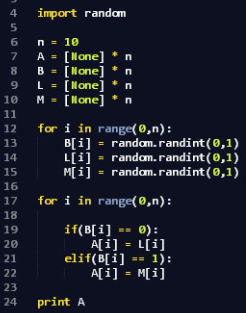 4 import random
5
6 n = 10
7 A = [None] * n
8 B = [None] * n
9 L = [None] * n
10 M = [None] * n
11
12 for i in range(0,n):
13 B[i] = random.randint(0,1)
14 L[i] = random.randint(0,1)
15 M[i] = random.randint(0,1)
16
17 for i in range(0,n):
18
19 if(B[i] == 0):
20 A[i] = L[i]
21 elif(B[i] == 1):
22 A[i] = M[i]
23
24 print A